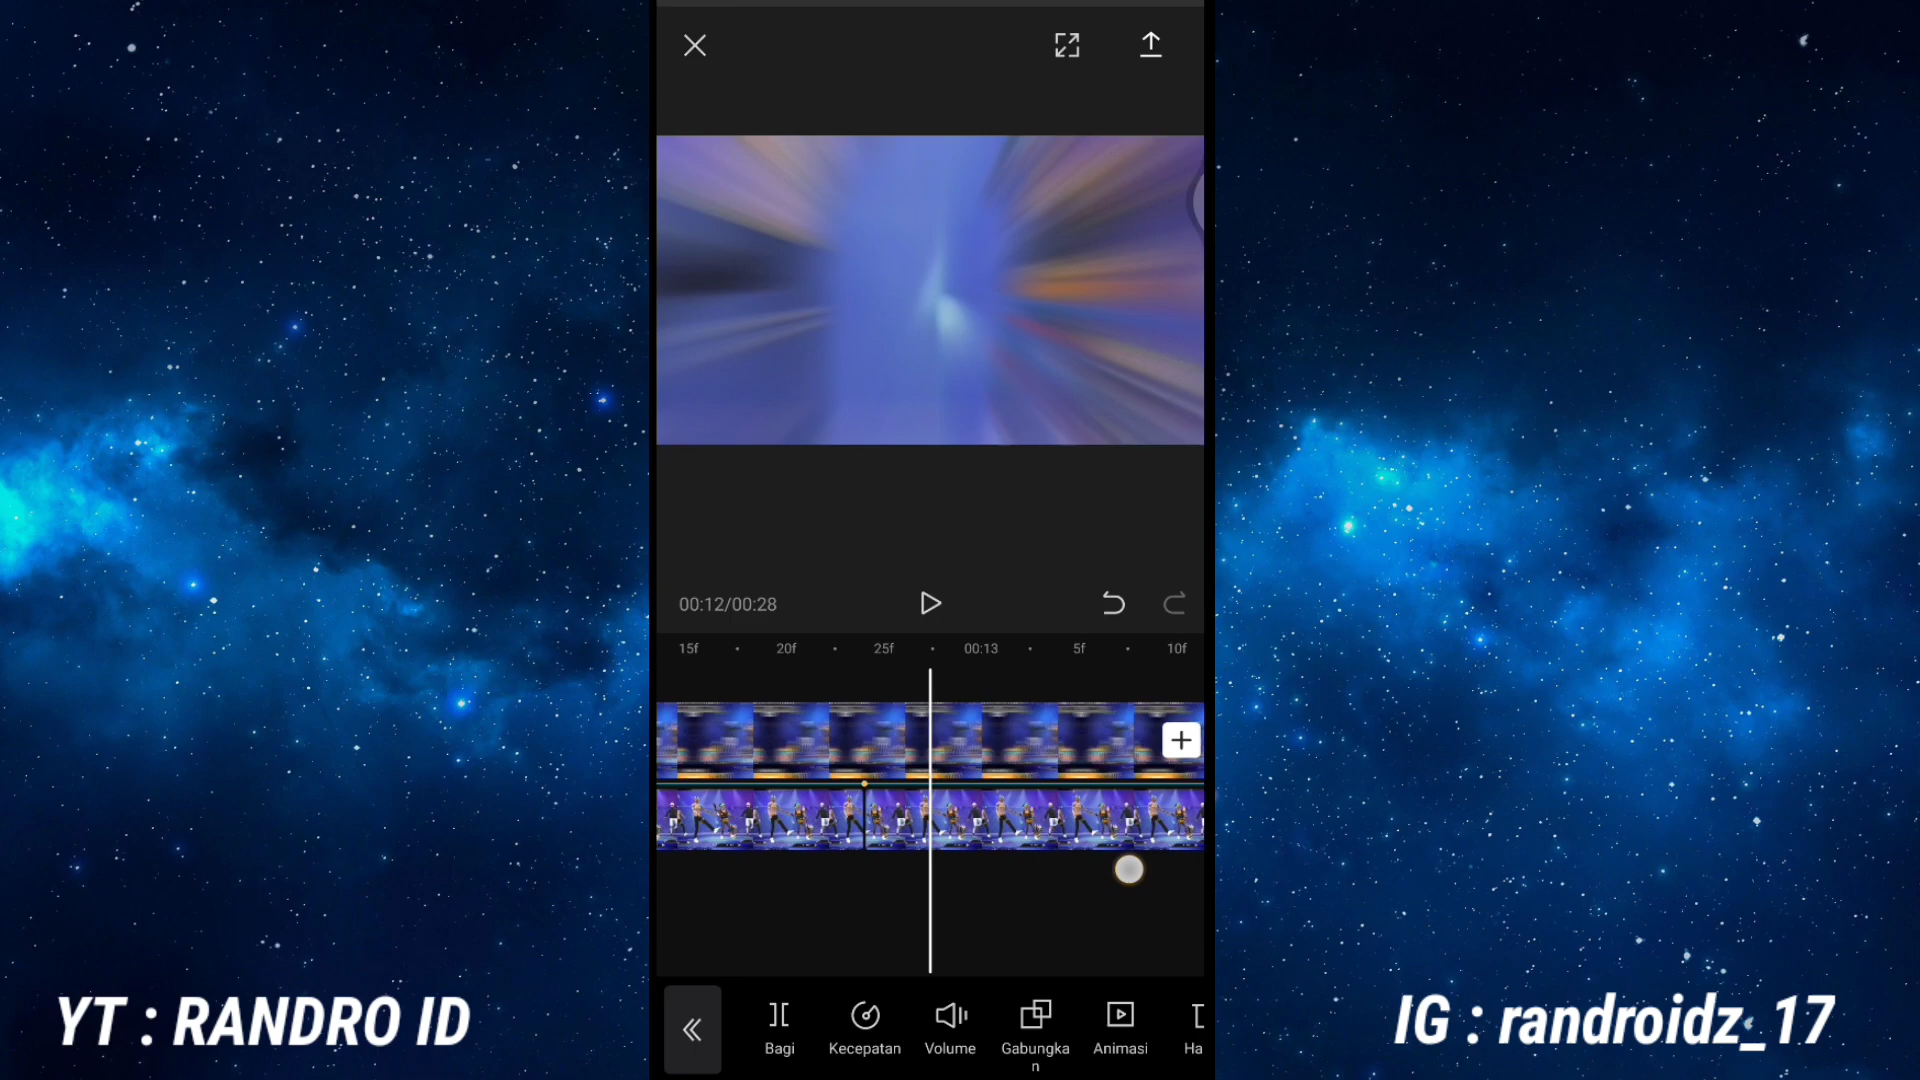 00:12/00:28
15f 20f 25f 00:13 5f 10f
Bagi Kecepatan Volume Gabungka Animasi Ha
n
YT : RANDRO ID
IG : randroidz_17